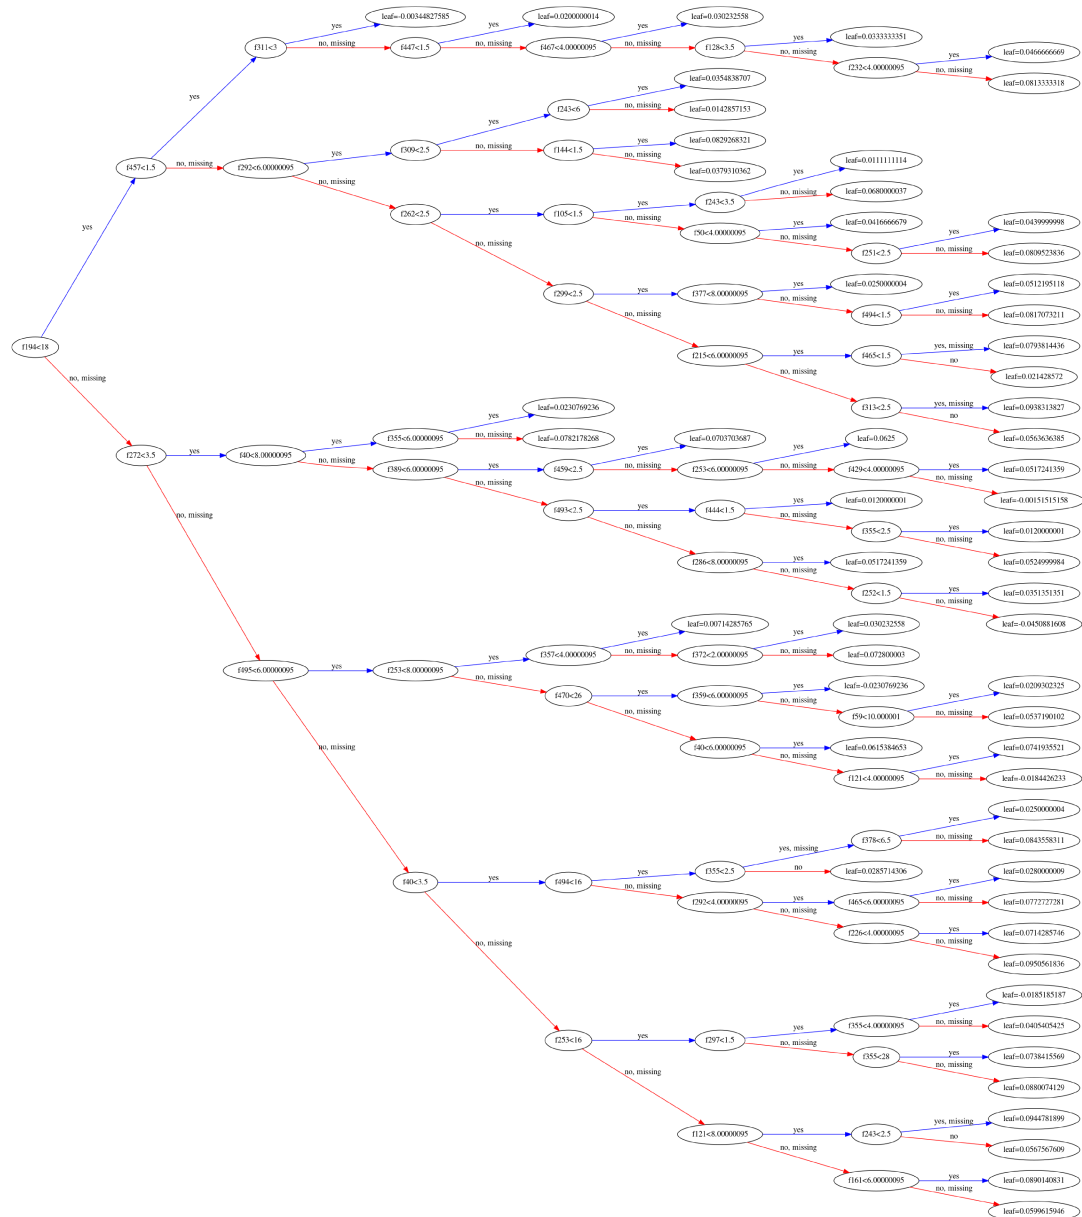 yes
leaf=-0.00344827585
yes
leaf=0.0200000014
yes
leaf=0.030232558
f311<3
no, missing
f447<1.5
no, missing
f467<4.00000095
no, missing
f128<3.5
yes
leaf=0.0333333351
no, missing
f232<4.00000095
yes
leaf=0.0466666669
no, missing
leaf=0.0813333318
yes
f243<6
yes
leaf=0.0354838707
no, missing
leaf=0.0142857153
yes
f457<1.5
no, missing
f292<6.00000095
yes
f309<2.5
no, missing
f144<1.5
yes
leaf=0.0829268321
no, missing
leaf=0.0379310362
no, missing
f262<2.5
yes
f105<1.5
yes
f243<3.5
yes
leaf=0.0111111114
no, missing
leaf=0.0680000037
no, missing
f50<4.00000095
yes
leaf=0.0416666679
no, missing
f251<2.5
yes
leaf=0.0439999998
no, missing
leaf=0.0809523836
yes
no, missing
f299<2.5
yes
f377<8.00000095
yes
leaf=0.0250000004
no, missing
f494<1.5
yes
leaf=0.0512195118
no, missing
leaf=0.0817073211
no, missing
f215<6.00000095
yes
f465<1.5
yes, missing
leaf=0.0793814436
no
leaf=0.021428572
no, missing
f313<2.5
yes, missing
leaf=0.0938313827
no
leaf=0.0563636385
f194<18
no, missing
f272<3.5
yes
f40<8.00000095
yes
f355<6.00000095
yes
leaf=0.0230769236
no, missing
leaf=0.0782178268
no, missing
f389<6.00000095
yes
f459<2.5
yes
leaf=0.0703703687
no, missing
f253<6.00000095
yes
leaf=0.0625
no, missing
f429<4.00000095
yes
leaf=0.0517241359
no, missing
leaf=-0.00151515158
no, missing
f493<2.5
yes
f444<1.5
yes
leaf=0.0120000001
no, missing
f355<2.5
yes
leaf=0.0120000001
no, missing
leaf=0.0524999984
no, missing
f286<8.00000095
yes
leaf=0.0517241359
no, missing
f252<1.5
yes
leaf=0.0351351351
no, missing
leaf=-0.0450881608
no, missing
f495<6.00000095
yes
f253<8.00000095
yes
f357<4.00000095
yes
leaf=0.00714285765
no, missing
f372<2.00000095
yes
leaf=0.030232558
no, missing
leaf=0.072800003
no, missing
f470<26
yes
f359<6.00000095
yes
leaf=-0.0230769236
no, missing
f59<10.000001
yes
leaf=0.0209302325
no, missing
leaf=0.0537190102
no, missing
f40<6.00000095
yes
leaf=0.0615384653
no, missing
f121<4.00000095
yes
leaf=0.0741935521
no, missing
leaf=-0.0184426233
no, missing
f40<3.5
yes
f494<16
yes
f355<2.5
yes, missing
f378<6.5
yes
leaf=0.0250000004
no, missing
leaf=0.0843558311
no
leaf=0.0285714306
no, missing
f292<4.00000095
yes
f465<6.00000095
yes
leaf=0.0280000009
no, missing
leaf=0.0772727281
no, missing
f226<4.00000095
yes
leaf=0.0714285746
no, missing
leaf=0.0950561836
no, missing
f253<16
yes
f297<1.5
yes
f355<4.00000095
yes
leaf=-0.0185185187
no, missing
leaf=0.0405405425
no, missing
f355<28
yes
leaf=0.0738415569
no, missing
leaf=0.0880074129
no, missing
f121<8.00000095
yes
f243<2.5
yes, missing
leaf=0.0944781899
no
leaf=0.0567567609
no, missing
f161<6.00000095
yes
leaf=0.0890140831
no, missing
leaf=0.0599615946